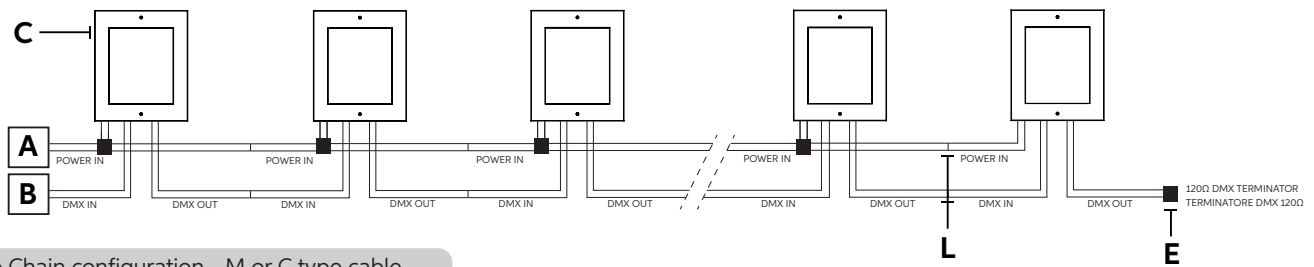 C
A
POWER IN
POWER IN
POWER IN
POWER IN
POWER IN
B
DMX IN
DMX OUT
DMX IN
DMX OUT
DMX IN
DMX OUT
DMX IN
DMX OUT
DMX IN
DMX OUT
120Ω DMX TERMINATOR
TERMINATORE DMX 120Ω
L
E
Chain configuration - M or C type cable